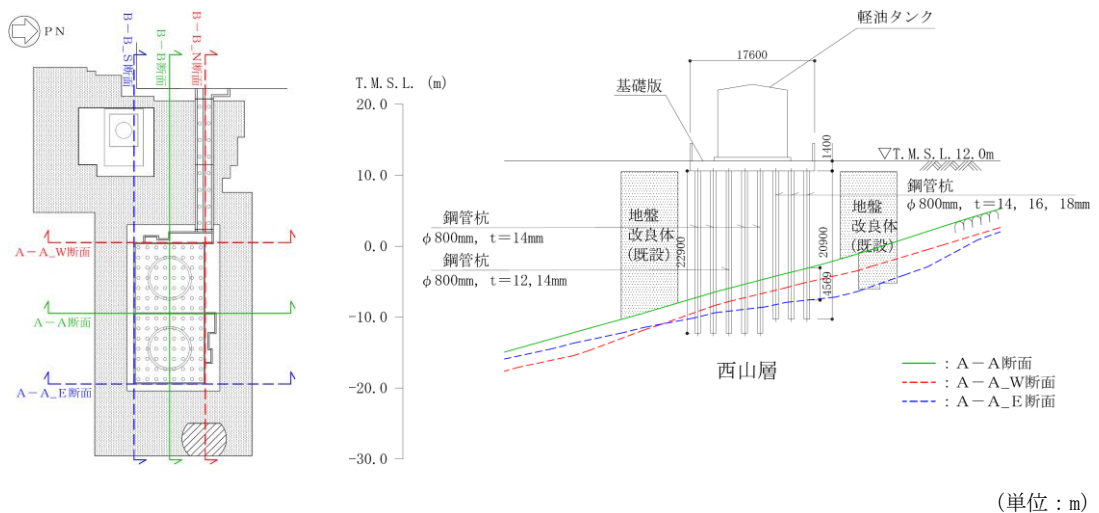 PN
B－B_S断面
B－B断面
B－B_N断面
A－A_W断面
A－A断面
A－A_E断面
T.M.S.L. (m)
20.0
10.0
0.0
-10.0
-20.0
-30.0
軽油タンク
17600
基礎版
1400
▽T.M.S.L.12.0m
鋼管杭
φ800mm, t＝14, 16, 18mm
地盤
改良体
(既設)
地盤
改良体
(既設)
鋼管杭
φ800mm, t＝14mm
鋼管杭
φ800mm, t＝12,14mm
22900
20900
4569
西山層
：A－A断面
：A－A_W断面
：A－A_E断面
(単位：m)